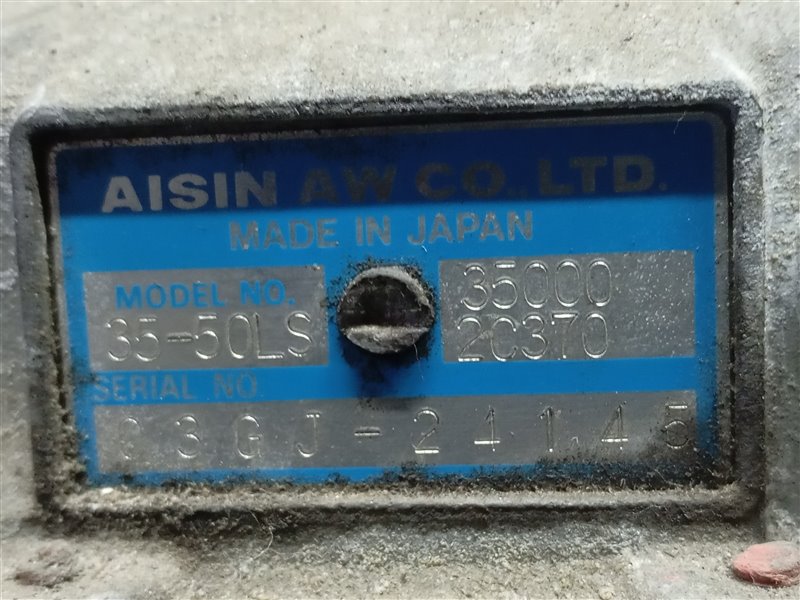 AISIN AW CO., LTD.
MADE IN JAPAN
MODEL NO.
35-50LS
35000
2C370
SERIAL NO
03GJ-21145